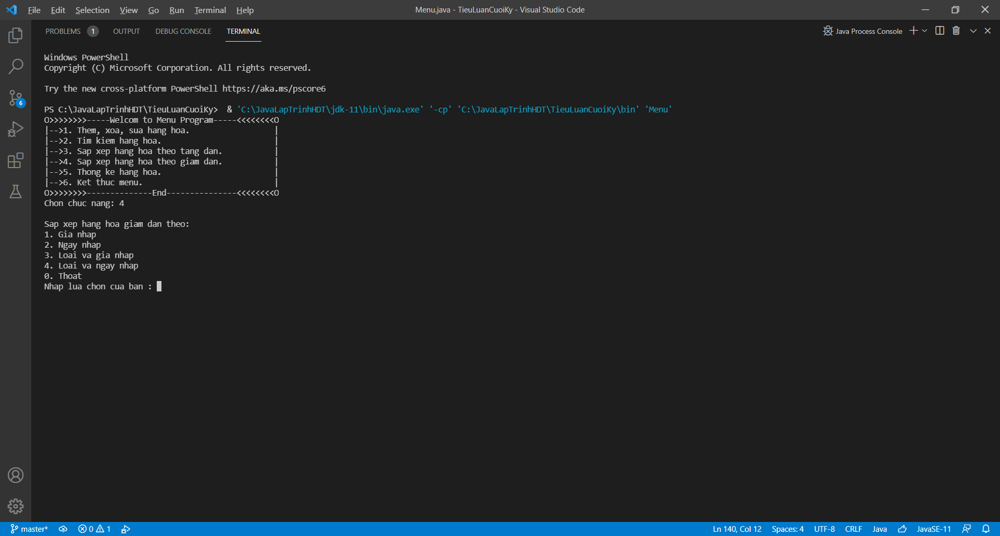 File Edit Selection View Go Run Terminal Help Menu.java - TieuLuanCuoiKy - Visual Studio Code
PROBLEMS 1 OUTPUT DEBUG CONSOLE TERMINAL Java Process Console
Windows PowerShell
Copyright (C) Microsoft Corporation. All rights reserved.
Try the new cross-platform PowerShell https://aka.ms/pscore6
PS C:\JavaLapTrinhHDT\TieuLuanCuoiKy>  & 'C:\JavaLapTrinhHDT\jdk-11\bin\java.exe' '-cp' 'C:\JavaLapTrinhHDT\TieuLuanCuoiKy\bin' 'Menu'
O>>>>>>>>-----Welcom to Menu Program-----<<<<<<<<O
|-->1. Them, xoa, sua hang hoa.                  |
|-->2. Tim kiem hang hoa.                        |
|-->3. Sap xep hang hoa theo tang dan.           |
|-->4. Sap xep hang hoa theo giam dan.           |
|-->5. Thong ke hang hoa.                        |
|-->6. Ket thuc menu.                            |
O>>>>>>>>--------------End---------------<<<<<<<<O
Chon chuc nang: 4
Sap xep hang hoa giam dan theo:
1. Gia nhap
2. Ngay nhap
3. Loai va gia nhap
4. Loai va ngay nhap
0. Thoat
Nhap lua chon cua ban :
6
master* 0 1 Ln 140, Col 12 Spaces: 4 UTF-8 CRLF Java JavaSE-11